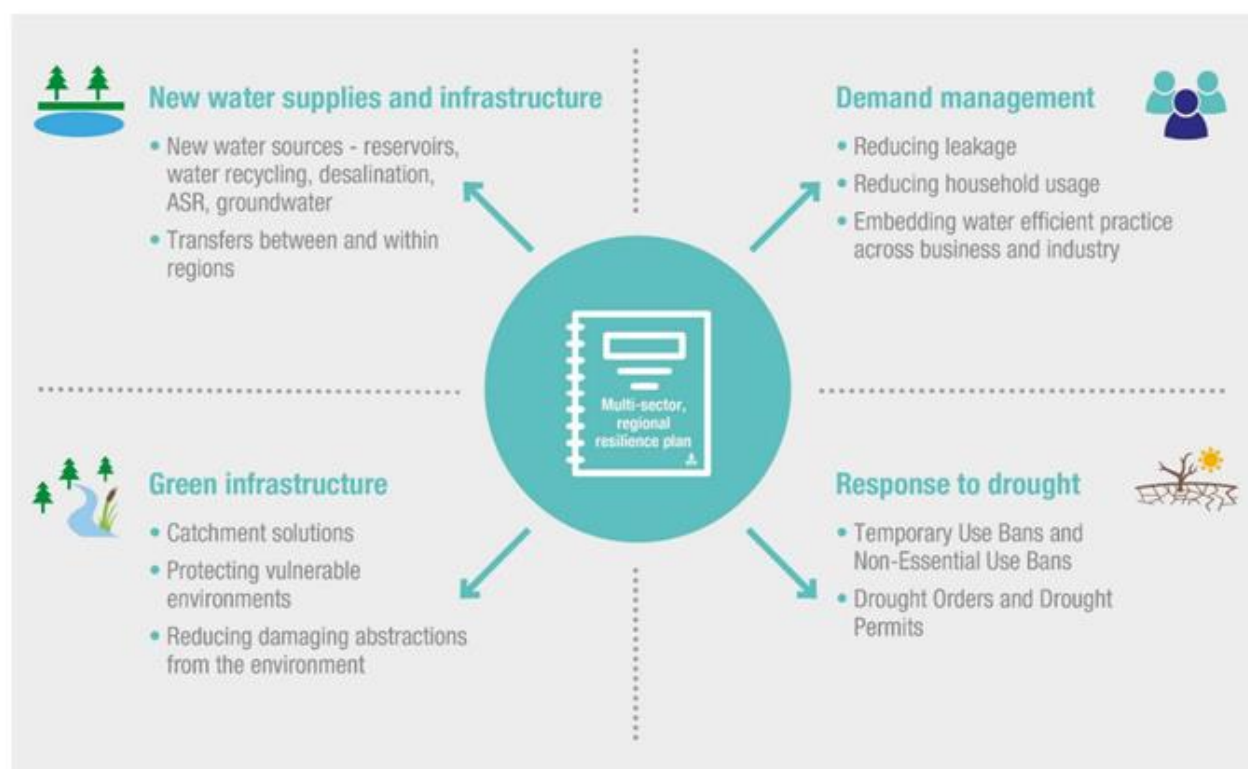 New water supplies and infrastructure
• New water sources - reservoirs,
water recycling, desalination,
ASR, groundwater
• Transfers between and within
regions
Demand management
• Reducing leakage
• Reducing household usage
• Embedding water efficient practice
across business and industry
Multi-sector,
regional
resilience plan
Green infrastructure
• Catchment solutions
• Protecting vulnerable
environments
• Reducing damaging abstractions
from the environment
Response to drought
• Temporary Use Bans and
Non-Essential Use Bans
• Drought Orders and Drought
Permits